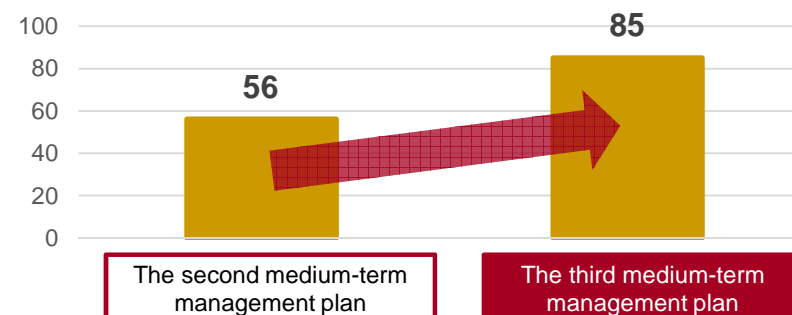 100
85
80
56
60
40
20
0
The second medium-term
management plan
The third medium-term
management plan